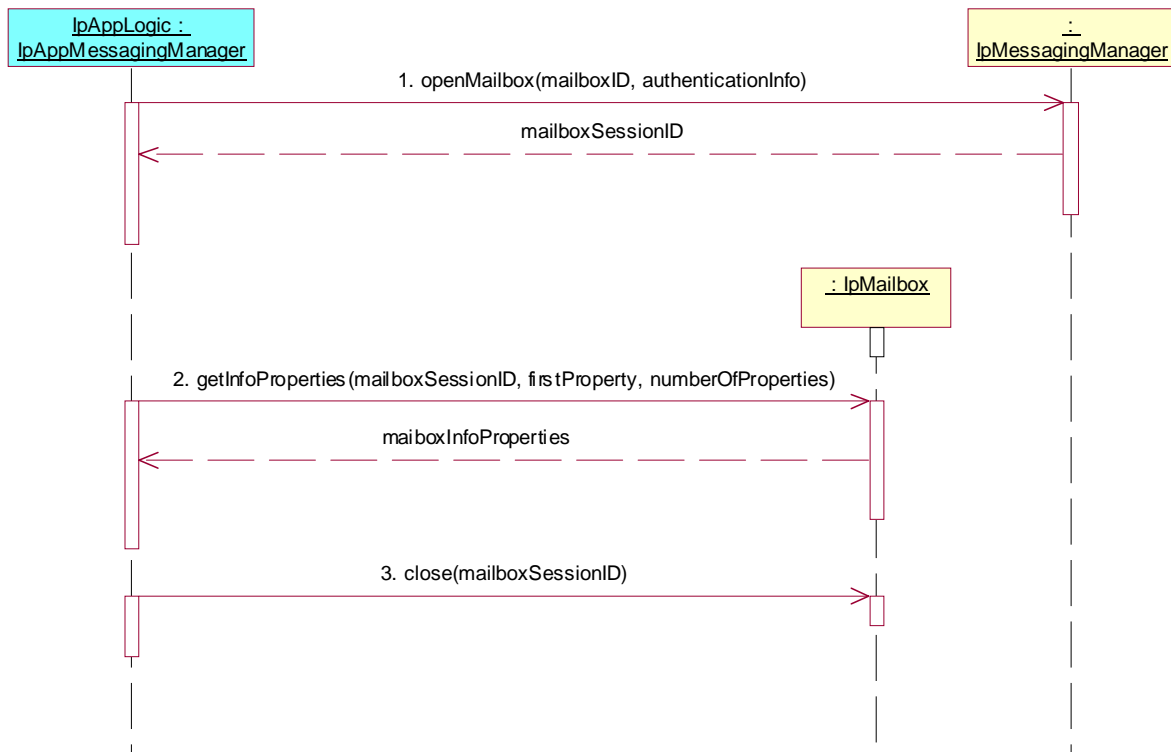 IpAppLogic :
IpAppMessagingManager
:
IpMessagingManager
1. openMailbox(mailboxID, authenticationInfo)
mailboxSessionID
: IpMailbox
2. getInfoProperties(mailboxSessionID, firstProperty, numberOfProperties)
maiboxInfoProperties
3. close(mailboxSessionID)